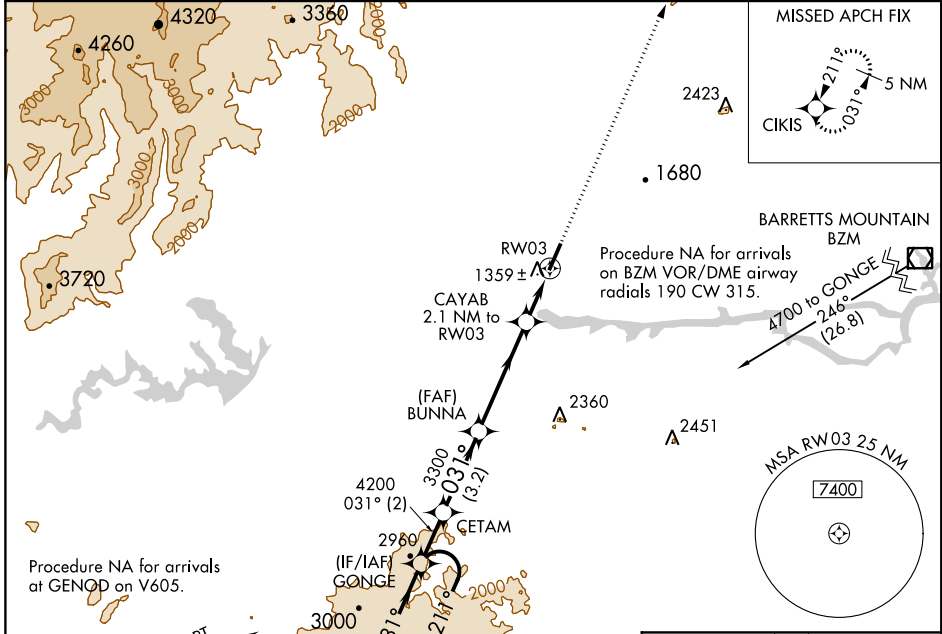 4320
3360
4260
3000
3000
2000
3000
2000
3720
MISSED APCH FIX
211°
031°
5 NM
CIKIS
2423
1680
BARRETTS MOUNTAIN
BZM
RW03
1359 ±
Procedure NA for arrivals
on BZM VOR/DME airway
radials 190 CW 315.
4700 to GONGE
246°
(26.8)
CAYAB
2.1 NM to
RW03
(FAF)
BUNNA
2360
2451
3300
031°
(3.2)
4200
031° (2)
CETAM
MSA RW03 25 NM
7400
2960
(IF/IAF)
GONGE
Procedure NA for arrivals
at GENOD on V605.
3000
211°
2000